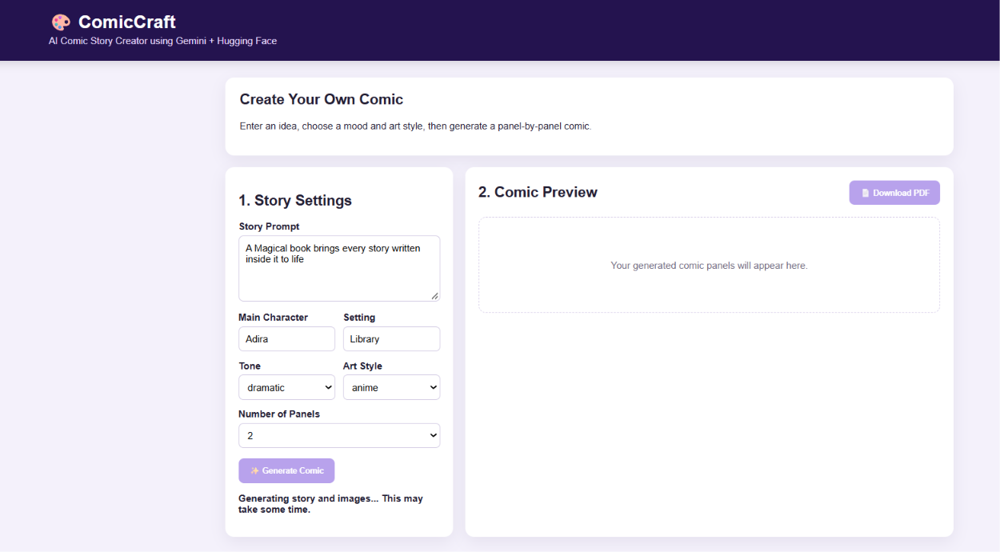 ComicCraft
AI Comic Story Creator using Gemini + Hugging Face
Create Your Own Comic
Enter an idea, choose a mood and art style, then generate a panel-by-panel comic.
1. Story Settings
Story Prompt
A Magical book brings every story written
inside it to life
Main Character
Setting
Adira
Library
Tone
Art Style
dramatic
anime
Number of Panels
2
Generate Comic
Generating story and images... This may
take some time.
2. Comic Preview
Download PDF
Your generated comic panels will appear here.